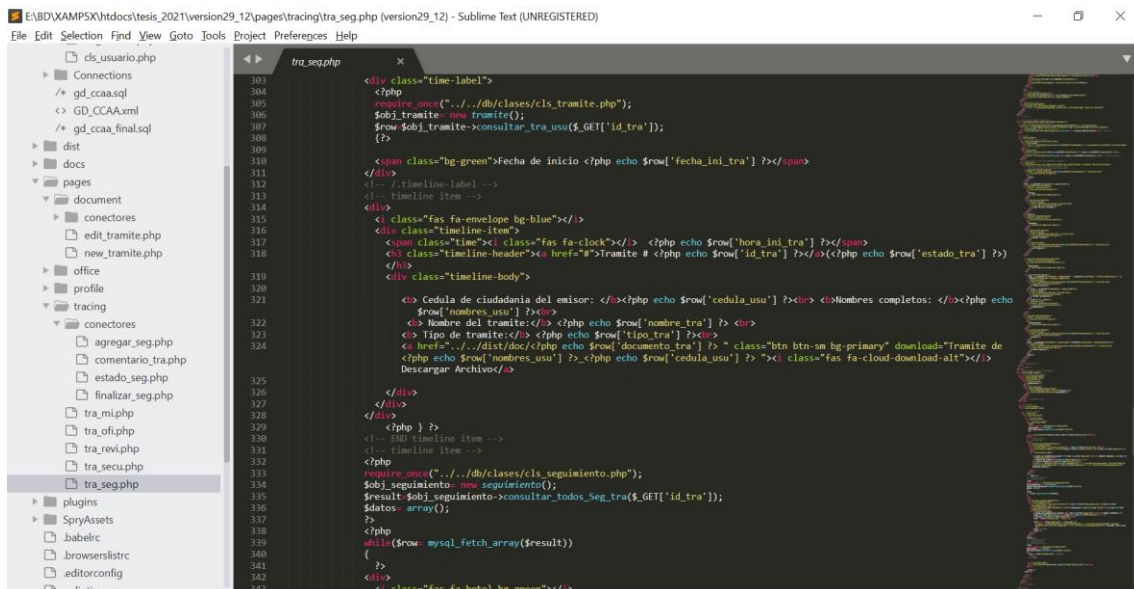 E:\BD\XAMP5X\htdocs\tesis_2021\version29_12\pages\tracing\tra_seg.php (version29_12) - Sublime Text (UNREGISTERED)
File Edit Selection Find View Goto Tools Project Preferences Help
cls_usuario.php
Connections
/* gd_ccaa.sql
<> GD_CCAA.xml
/* gd_ccaa_final.sql
dist
docs
pages
document
conectores
edit_tramite.php
new_tramite.php
office
profile
tracing
conectores
agregar_seg.php
comentario_tra.php
estado_seg.php
finalizar_seg.php
tra_mi.php
tra_ofi.php
tra_revi.php
tra_secu.php
tra_seg.php
plugins
SpryAssets
.babelrc
.browserslistrc
.editorconfig
tra_seg.php ×
303 <div class="time-label">
304 <?php
305 require_once("../../db/clases/cls_tramite.php");
306 $obj_tramite= new tramite();
307 $row=$obj_tramite->consultar_tra_usu($_GET['id_tra']);
308 {?>
309
310 <span class="bg-green">Fecha de inicio <?php echo $row['fecha_ini_tra'] ?></span>
311 </div>
312 <!-- /.timeline-label -->
313 <!-- timeline item -->
314 <div>
315 <i class="fas fa-envelope bg-blue"></i>
316 <div class="timeline-item">
317 <span class="time"><i class="fas fa-clock"></i> <?php echo $row['hora_ini_tra'] ?></span>
318 <h3 class="timeline-header"><a href="#">Tramite # <?php echo $row['id_tra'] ?></a>(<?php echo $row['estado_tra'] ?>)
</h3>
319 <div class="timeline-body">
320
321 <b> Cedula de ciudadania del emisor: </b><?php echo $row['cedula_usu'] ?><br> <b>Nombres completos: </b><?php echo
$row['nombres_usu'] ?><br>
322 <b> Nombre del tramite:</b> <?php echo $row['nombre_tra'] ?> <br>
323 <b> Tipo de tramite:</b> <?php echo $row['tipo_tra'] ?><br>
324 <a href="../../dist/doc/<?php echo $row['documento_tra'] ?> " class="btn btn-sm bg-primary" download="Tramite de
<?php echo $row['nombres_usu'] ?>_<?php echo $row['cedula_usu'] ?> "><i class="fas fa-cloud-download-alt"></i>
Descargar Archivo</a>
325
326 </div>
327 </div>
328 </div>
329 <?php } ?>
330 <!-- END timeline item -->
331 <!-- timeline item -->
332 <?php
333 require_once("../../db/clases/cls_seguimiento.php");
334 $obj_seguimiento= new seguimiento();
335 $result=$obj_seguimiento->consultar_todos_Seg_tra($_GET['id_tra']);
336 $datos= array();
337 ?>
338 <?php
339 while($row= mysql_fetch_array($result))
340 {
341 ?>
342 <div>
343 <i class="fas fa-hotel bg-green"></i>